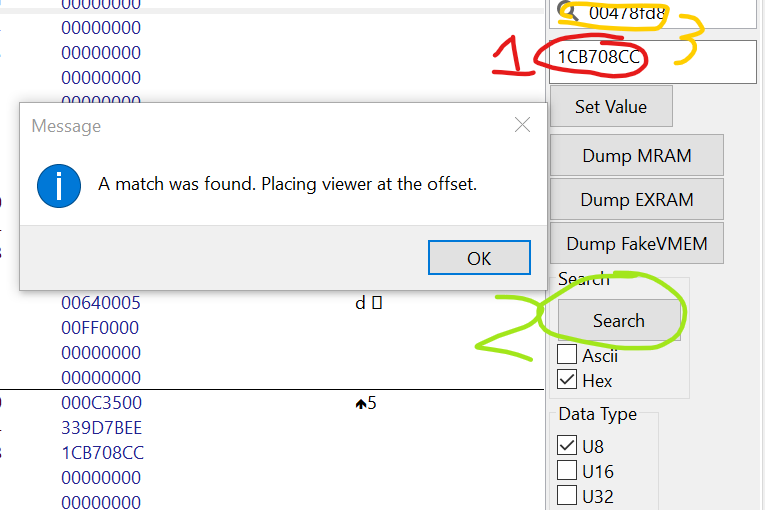 00000000
00478fd8
3
00000000
1
1CB708CC
00000000
00000000
00000000
Set Value
Message
Dump MRAM
A match was found. Placing viewer at the offset.
Dump EXRAM
Dump FakeVMEM
OK
Search
2
00640005
d
Search
00FF0000
00000000
Ascii
00000000
Hex
000C3500
♠5
Data Type
339D7BEE
1CB708CC
U8
00000000
U16
00000000
U32